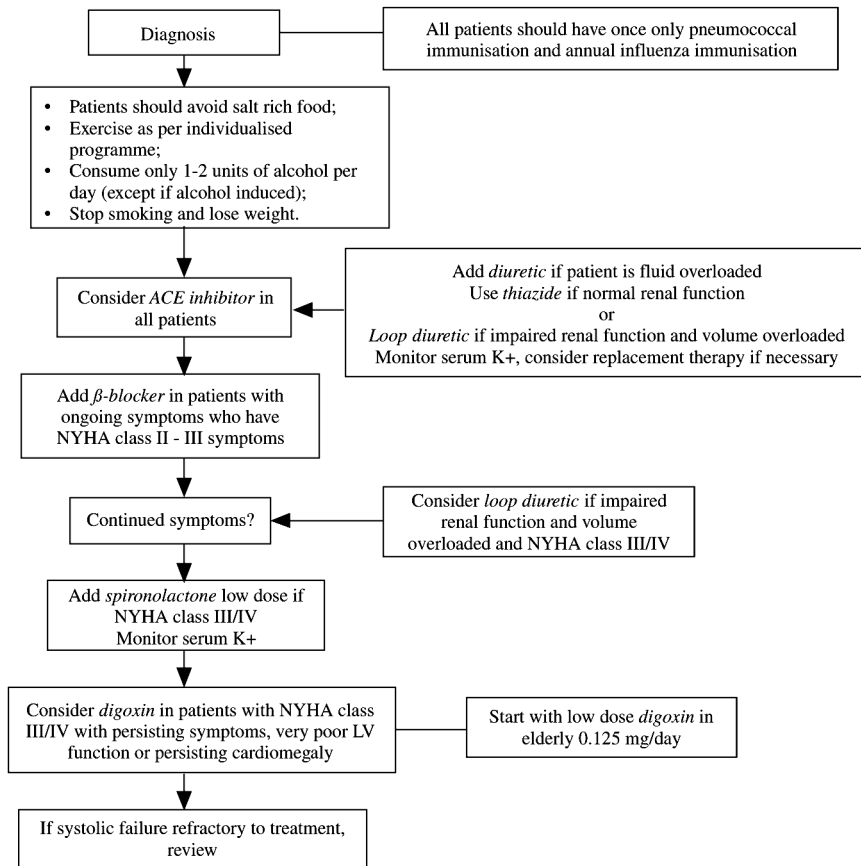 Diagnosis
All patients should have once only pneumococcal
immunisation and annual influenza immunisation
• Patients should avoid salt rich food;
• Exercise as per individualised
programme;
• Consume only 1-2 units of alcohol per
day (except if alcohol induced);
• Stop smoking and lose weight.
Consider ACE inhibitor in
all patients
Add diuretic if patient is fluid overloaded
Use thiazide if normal renal function
or
Loop diuretic if impaired renal function and volume overloaded
Monitor serum K+, consider replacement therapy if necessary
Add ß-blocker in patients with
ongoing symptoms who have
NYHA class II - III symptoms
Continued symptoms?
Consider loop diuretic if impaired
renal function and volume
overloaded and NYHA class III/IV
Add spironolactone low dose if
NYHA class III/IV
Monitor serum K+
Consider digoxin in patients with NYHA class
III/IV with persisting symptoms, very poor LV
function or persisting cardiomegaly
Start with low dose digoxin in
elderly 0.125 mg/day
If systolic failure refractory to treatment,
review